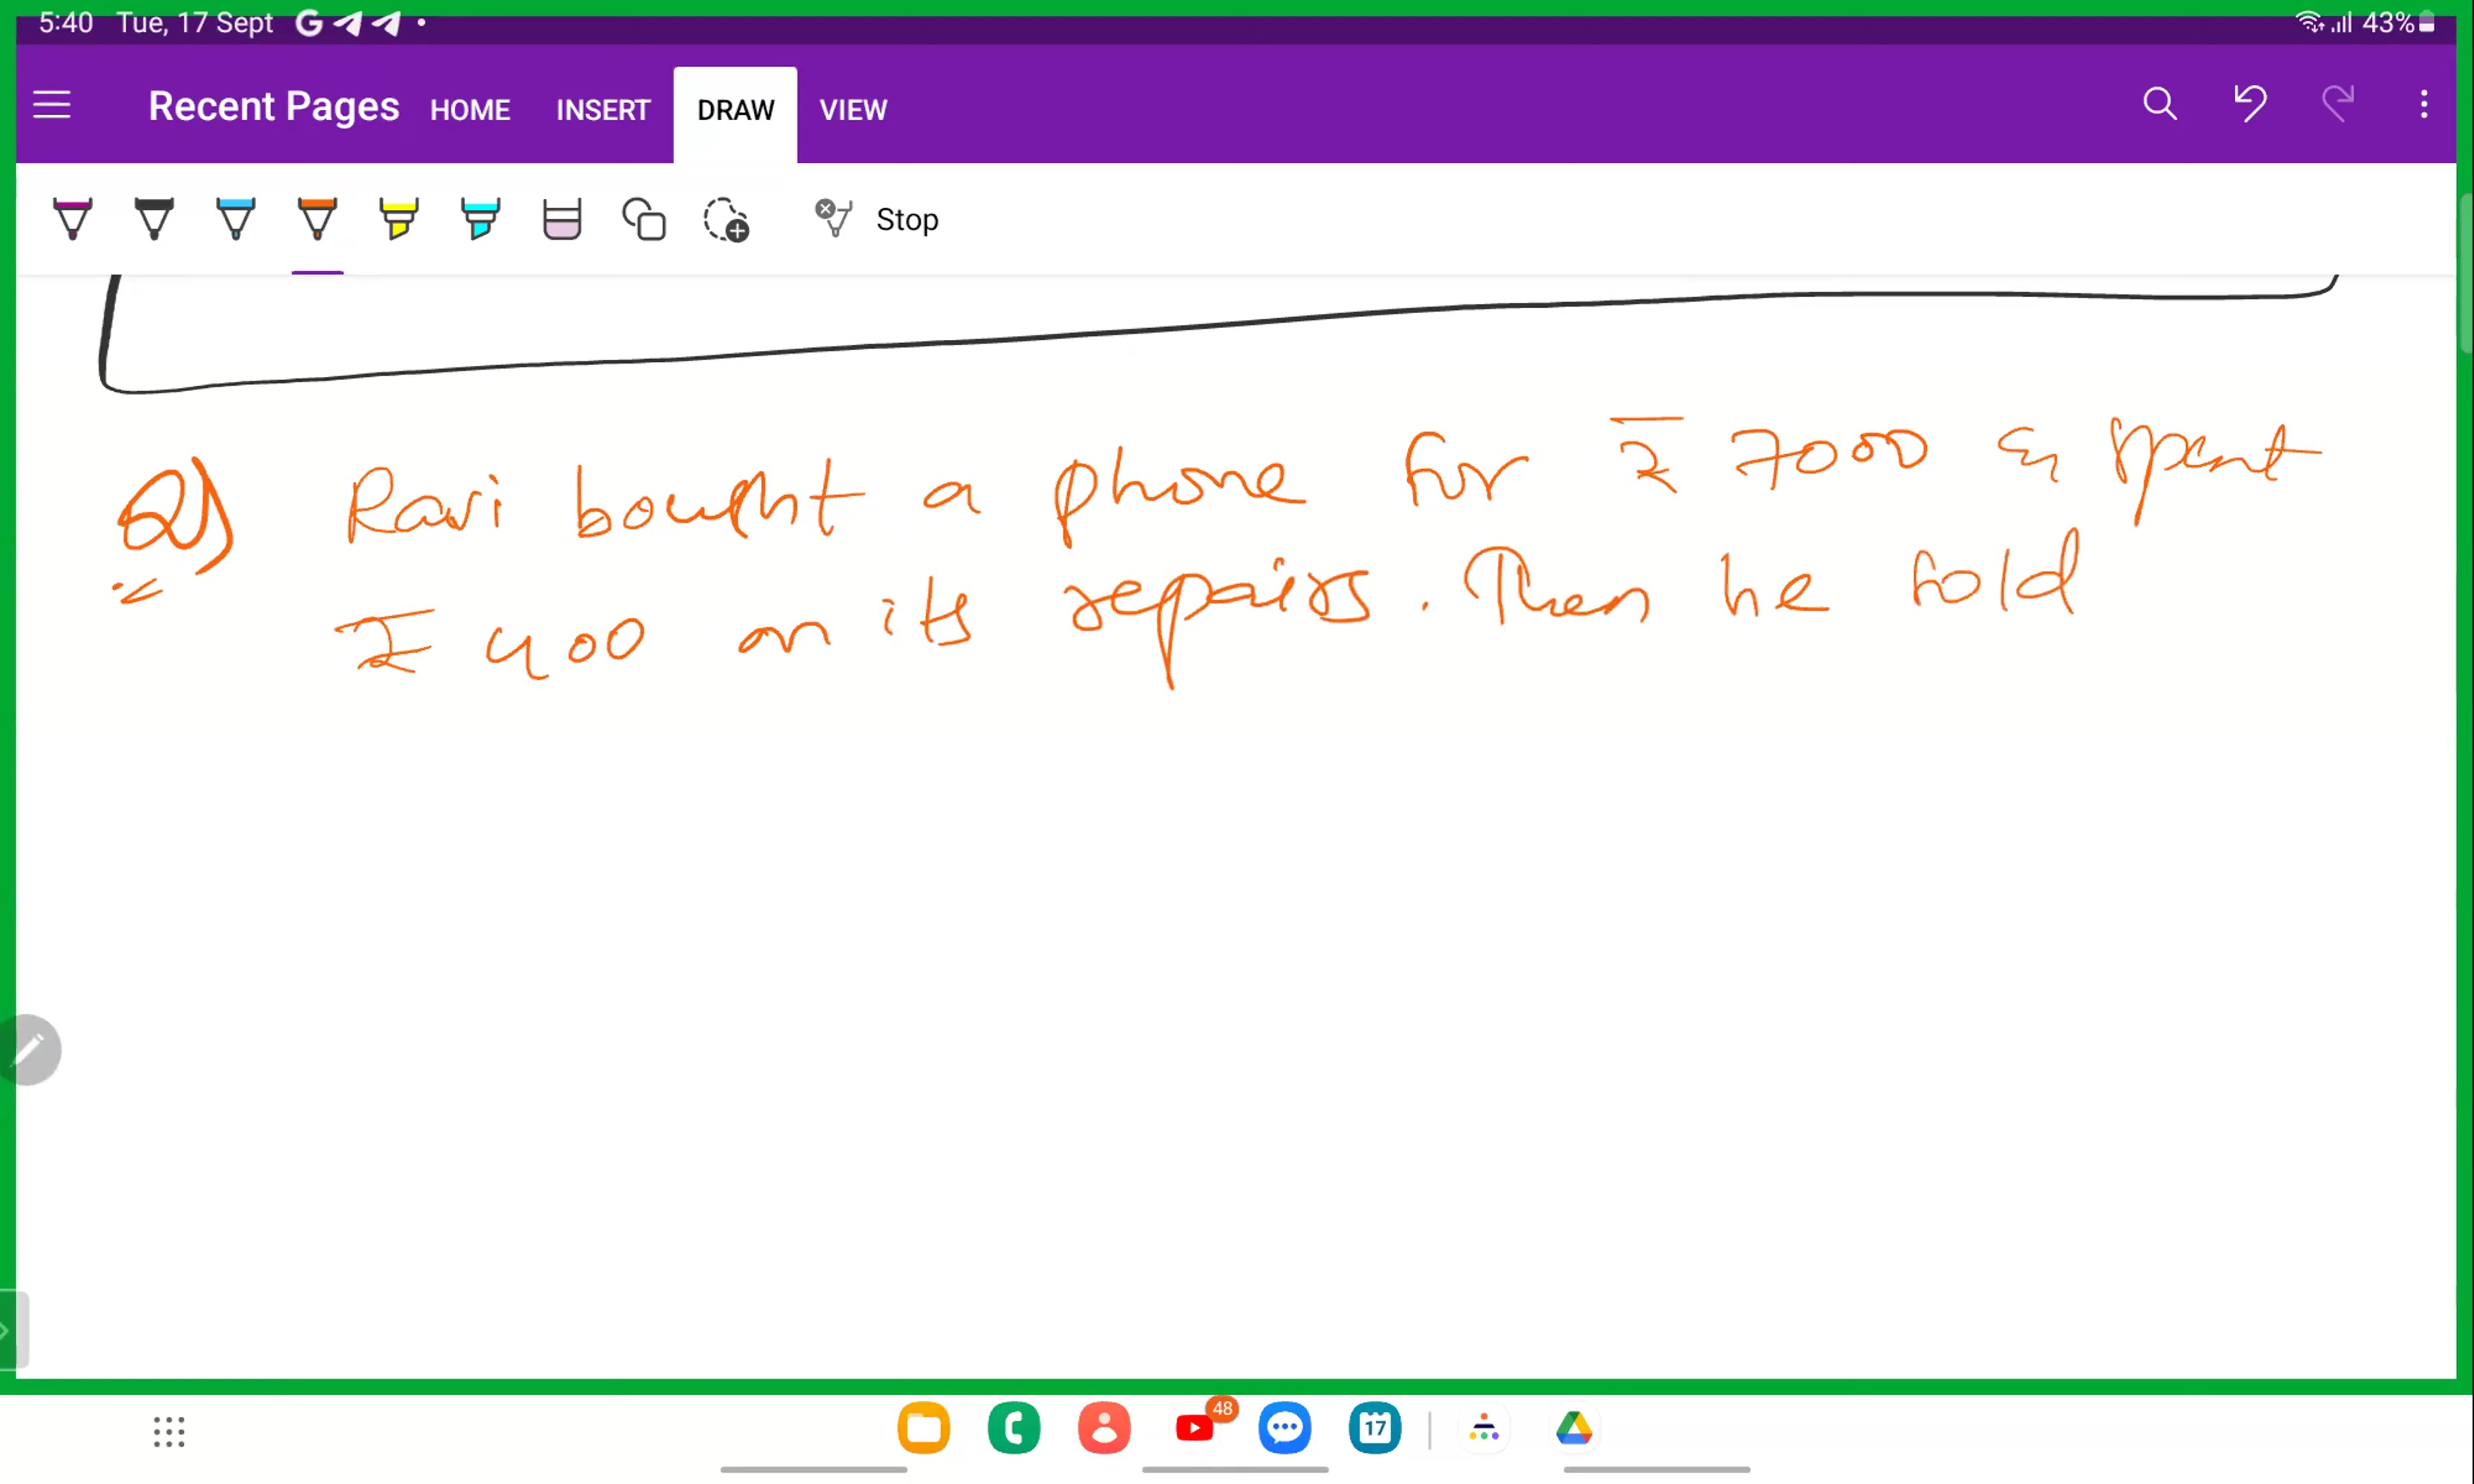 5:40 Tue, 17 Sept 43%
Recent Pages HOME INSERT DRAW VIEW
Stop
Q) Ravi bought a phone for ₹ 7000 & spent
₹ 400 on its repairs. Then he sold
48
17